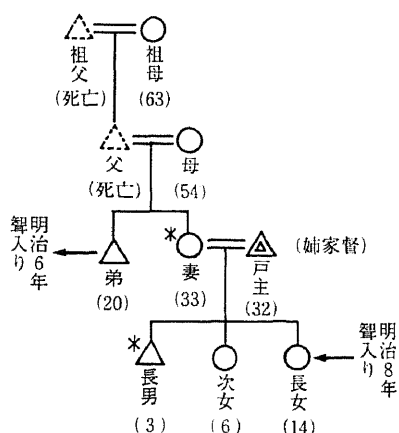 祖父
(死亡)
祖母
(63)
父
(死亡)
母
(54)
明治6年
聟入り
弟
(20)
*
妻
(33)
戸主
(32)
(姉家督)
*
長男
(3)
次女
(6)
長女
(14)
明治8年
聟入り